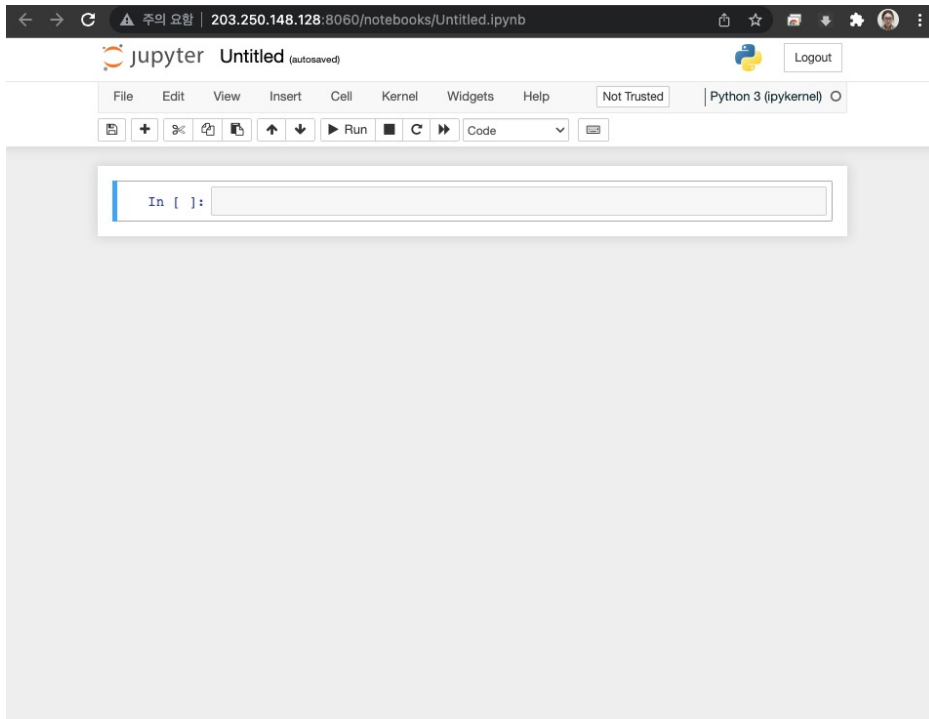 주의 요함 203.250.148.128:8060/notebooks/Untitled.ipynb
jupyter Untitled (autosaved) Logout
File Edit View Insert Cell Kernel Widgets Help Not Trusted Python 3 (ipykernel)
Run Code
In [ ]: